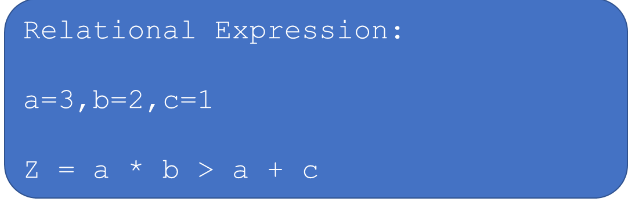 Relational Expression:
a=3,b=2,c=1
Z = a * b > a + c